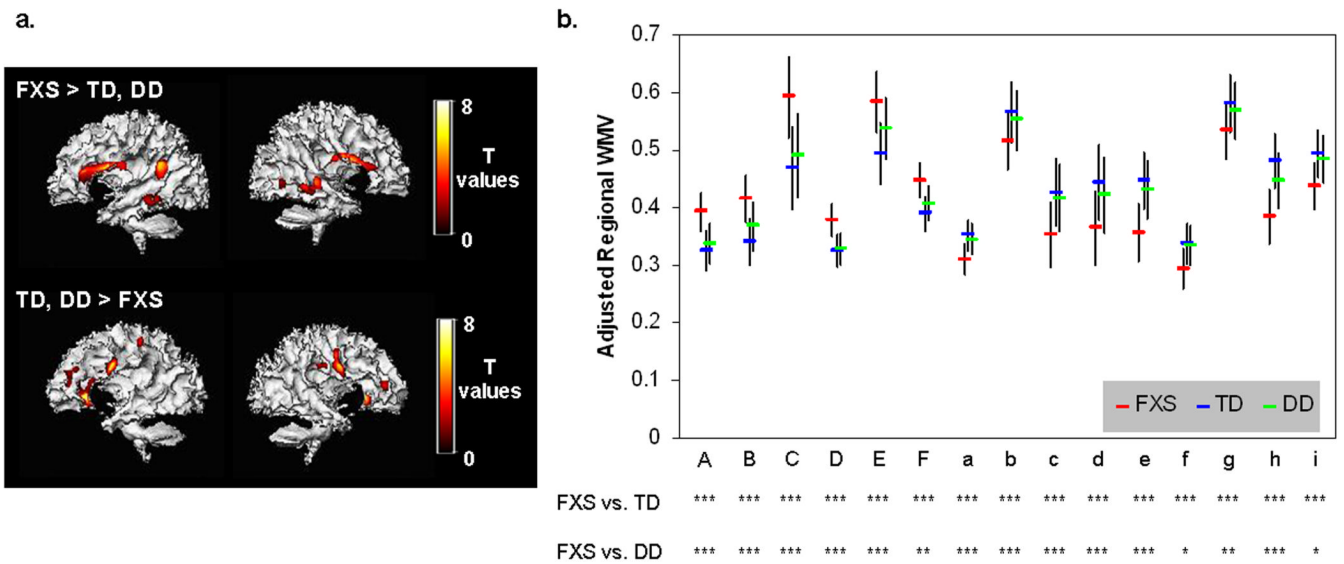 a.
FXS > TD, DD
8
T
values
0
TD, DD > FXS
8
T
values
0
b.
Adjusted Regional WMV
0.7
0.6
0.5
0.4
0.3
0.2
0.1
0
FXS TD DD
A B C D E F a b c d e f g h i
FXS vs. TD *** *** *** *** *** *** *** *** *** *** *** *** *** *** ***
FXS vs. DD *** *** *** *** *** ** *** *** *** *** *** * ** *** *